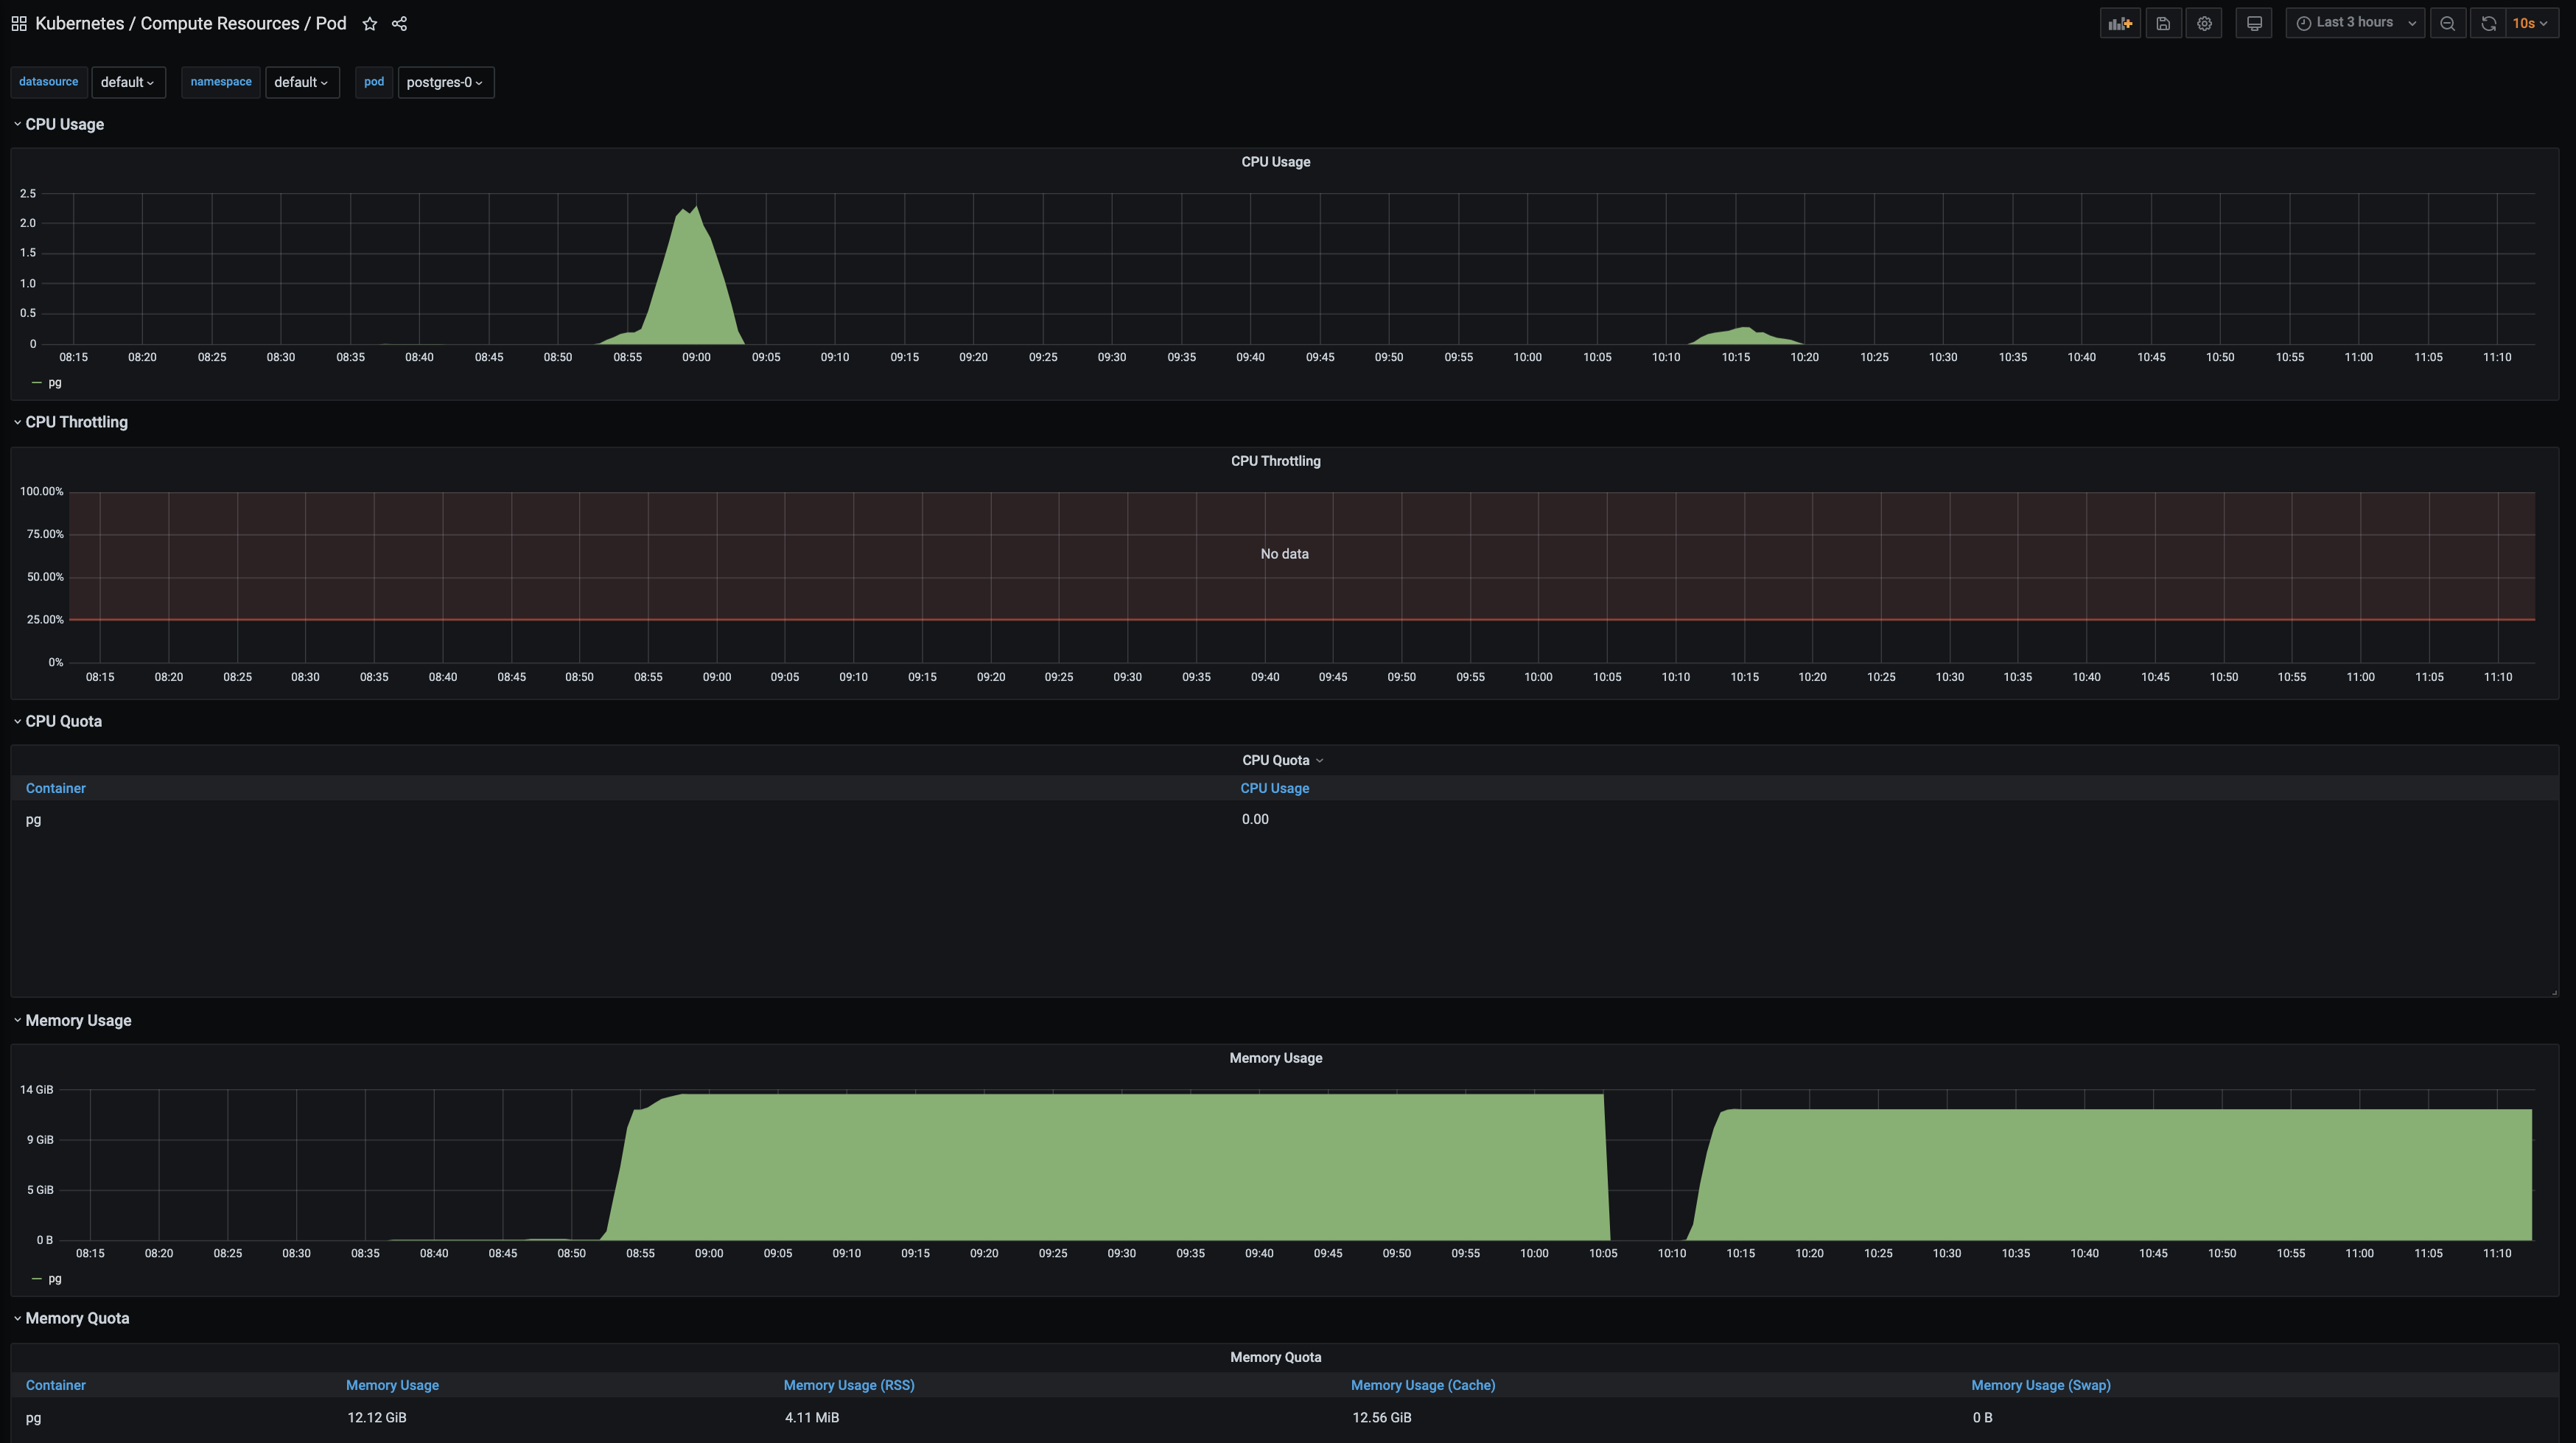 Kubernetes / Compute Resources / Pod
Last 3 hours
10s
datasource default namespace default pod postgres-0
CPU Usage
CPU Usage
2.5
2.0
1.5
1.0
0.5
0
08:15 08:20 08:25 08:30 08:35 08:40 08:45 08:50 08:55 09:00 09:05 09:10 09:15 09:20 09:25 09:30 09:35 09:40 09:45 09:50 09:55 10:00 10:05 10:10 10:15 10:20 10:25 10:30 10:35 10:40 10:45 10:50 10:55 11:00 11:05 11:10
pg
CPU Throttling
CPU Throttling
100.00%
75.00%
No data
50.00%
25.00%
0%
08:15 08:20 08:25 08:30 08:35 08:40 08:45 08:50 08:55 09:00 09:05 09:10 09:15 09:20 09:25 09:30 09:35 09:40 09:45 09:50 09:55 10:00 10:05 10:10 10:15 10:20 10:25 10:30 10:35 10:40 10:45 10:50 10:55 11:00 11:05 11:10
CPU Quota
CPU Quota
Container CPU Usage
pg 0.00
Memory Usage
Memory Usage
14 GiB
9 GiB
5 GiB
0 B
08:15 08:20 08:25 08:30 08:35 08:40 08:45 08:50 08:55 09:00 09:05 09:10 09:15 09:20 09:25 09:30 09:35 09:40 09:45 09:50 09:55 10:00 10:05 10:10 10:15 10:20 10:25 10:30 10:35 10:40 10:45 10:50 10:55 11:00 11:05 11:10
pg
Memory Quota
Memory Quota
Container Memory Usage Memory Usage (RSS) Memory Usage (Cache) Memory Usage (Swap)
pg 12.12 GiB 4.11 MiB 12.56 GiB 0 B